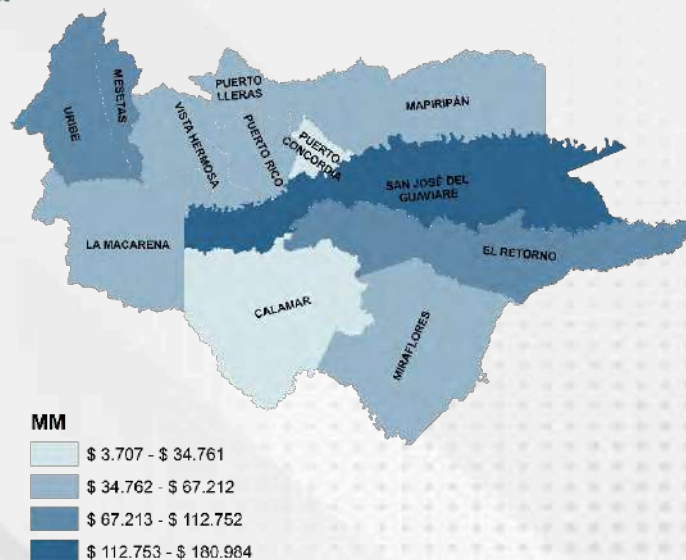 MESETAS
URIBE
PUERTO
LLERAS
VISTA HERMOSA
PUERTO RICO
PUERTO
CONCORDIA
MAPIRIPÁN
SAN JOSÉ DEL
GUAVIARE
LA MACARENA
EL RETORNO
CALAMAR
MIRAFLORES
MM
$ 3.707 - $ 34.761
$ 34.762 - $ 67.212
$ 67.213 - $ 112.752
$ 112.753 - $ 180.984